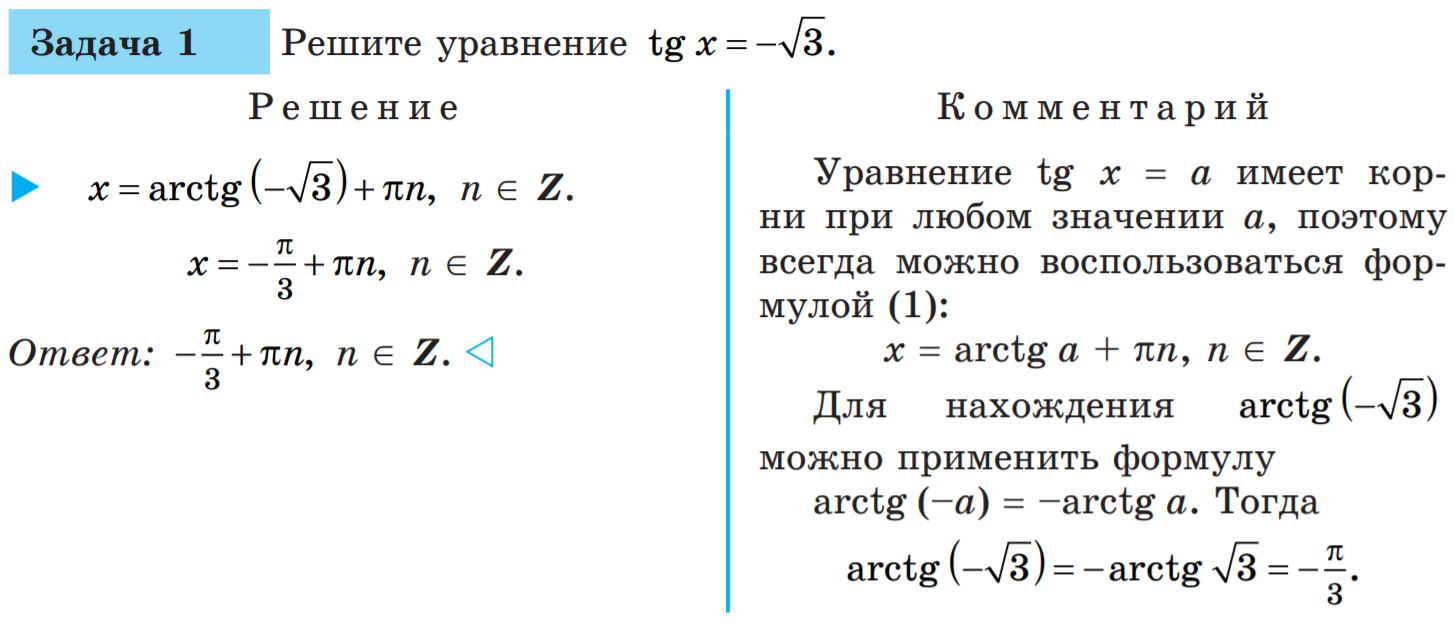 Задача 1 Решите уравнение tg x = −√3.
Решение
x = arctg (−√3) + πn, n ∈ Z.
x = −π/3 + πn, n ∈ Z.
Ответ: −π/3 + πn, n ∈ Z.
Комментарий
Уравнение tg x = a имеет кор-
ни при любом значении a, поэтому
всегда можно воспользоваться фор-
мулой (1):
x = arctg a + πn, n ∈ Z.
Для нахождения arctg (−√3)
можно применить формулу
arctg (−a) = −arctg a. Тогда
arctg (−√3) = −arctg √3 = −π/3.